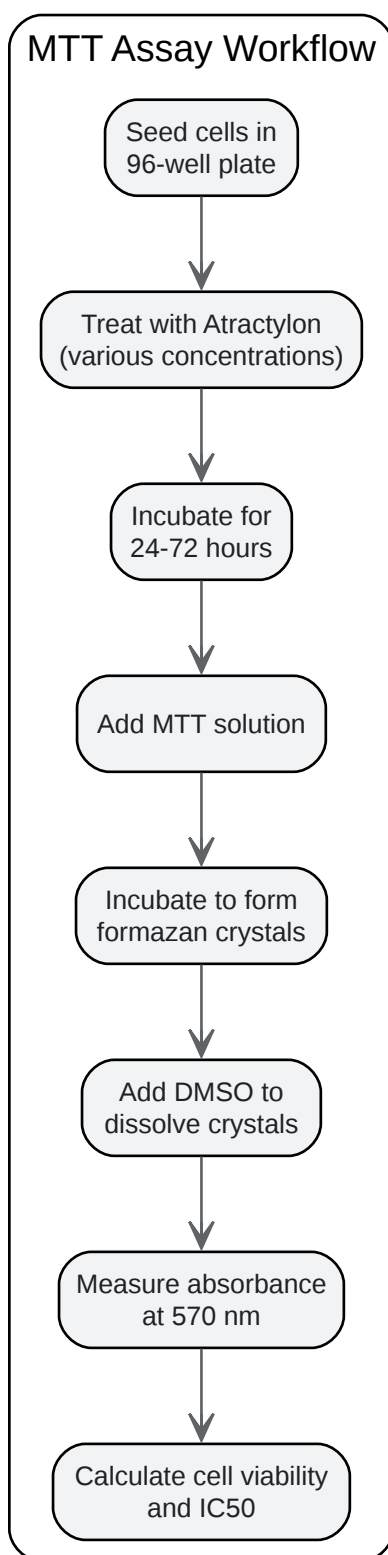 MTT Assay Workflow
Seed cells in
96-well plate
Treat with Atractylon
(various concentrations)
Incubate for
24-72 hours
Add MTT solution
Incubate to form
formazan crystals
Add DMSO to
dissolve crystals
Measure absorbance
at 570 nm
Calculate cell viability
and IC50